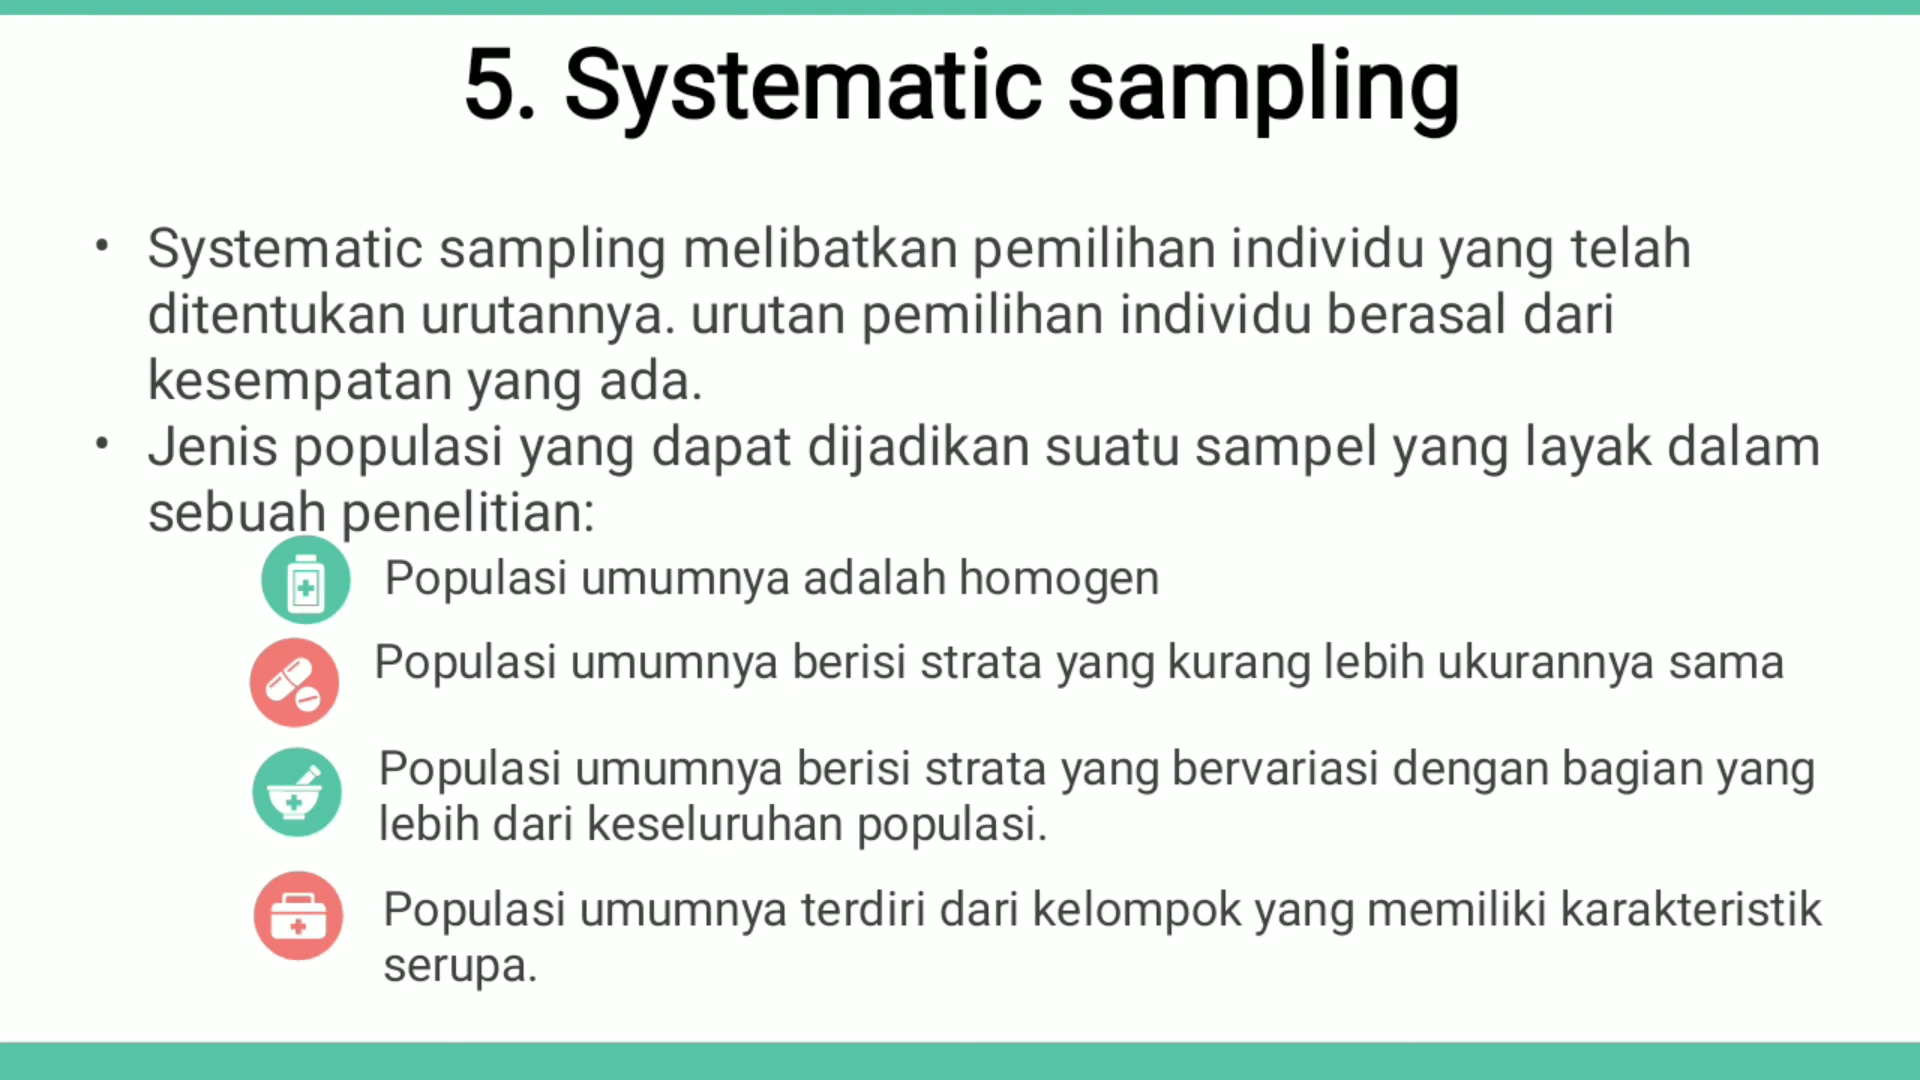 5. Systematic sampling
• Systematic sampling melibatkan pemilihan individu yang telah
ditentukan urutannya. urutan pemilihan individu berasal dari
kesempatan yang ada.
• Jenis populasi yang dapat dijadikan suatu sampel yang layak dalam
sebuah penelitian:
Populasi umumnya adalah homogen
Populasi umumnya berisi strata yang kurang lebih ukurannya sama
Populasi umumnya berisi strata yang bervariasi dengan bagian yang
lebih dari keseluruhan populasi.
Populasi umumnya terdiri dari kelompok yang memiliki karakteristik
serupa.